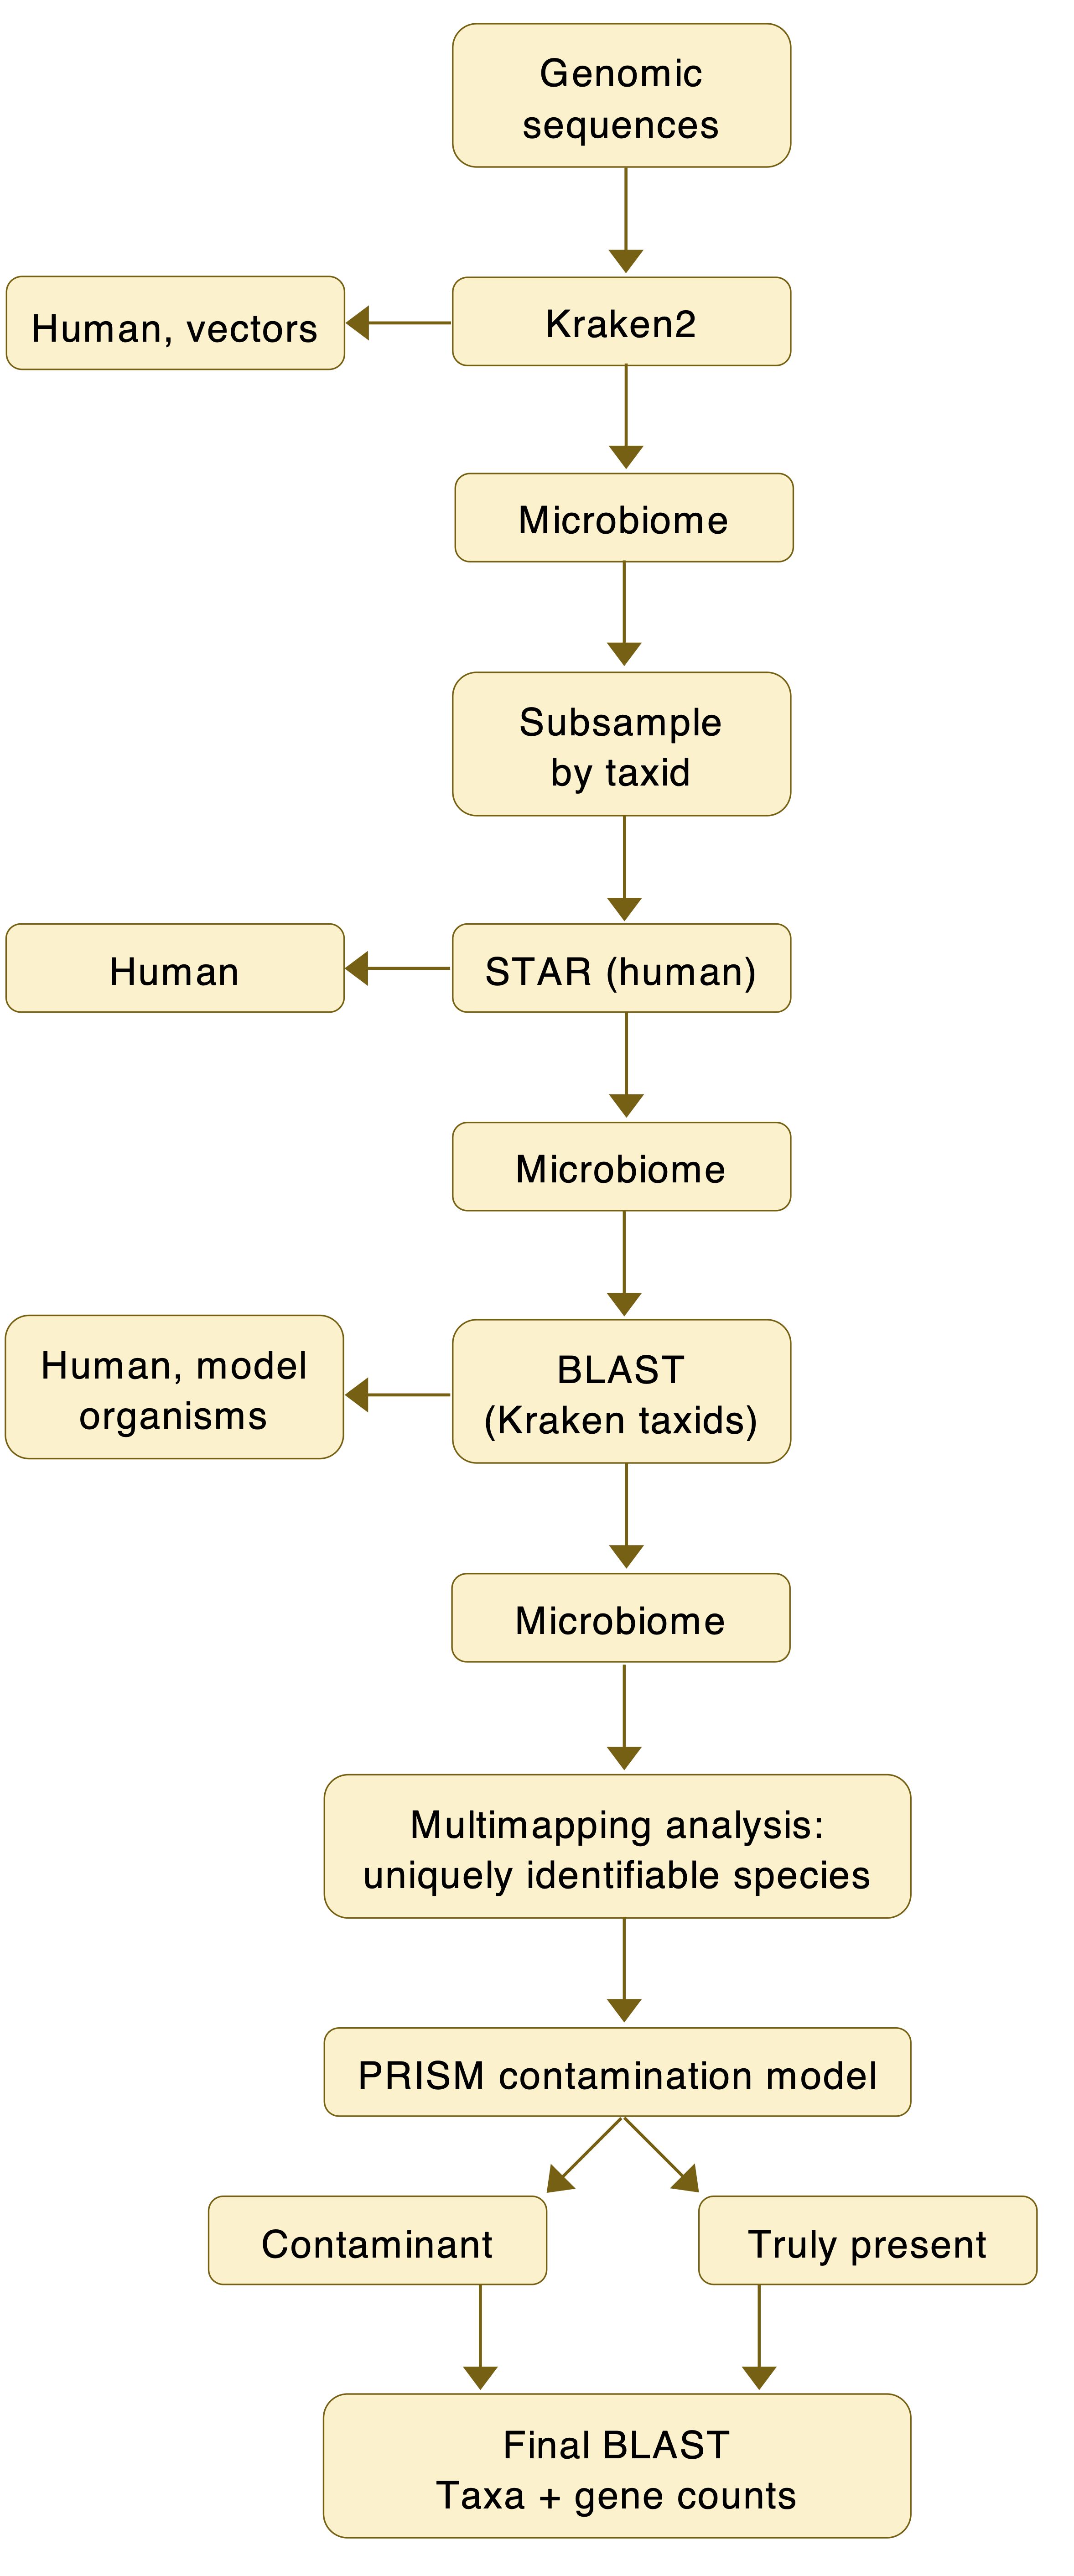 Genomic
sequences
Human, vectors
Kraken2
Microbiome
Subsample
by taxid
Human
STAR (human)
Microbiome
Human, model
organisms
BLAST
(Kraken taxids)
Microbiome
Multimapping analysis:
uniquely identifiable species
PRISM contamination model
Contaminant
Truly present
Final BLAST
Taxa + gene counts